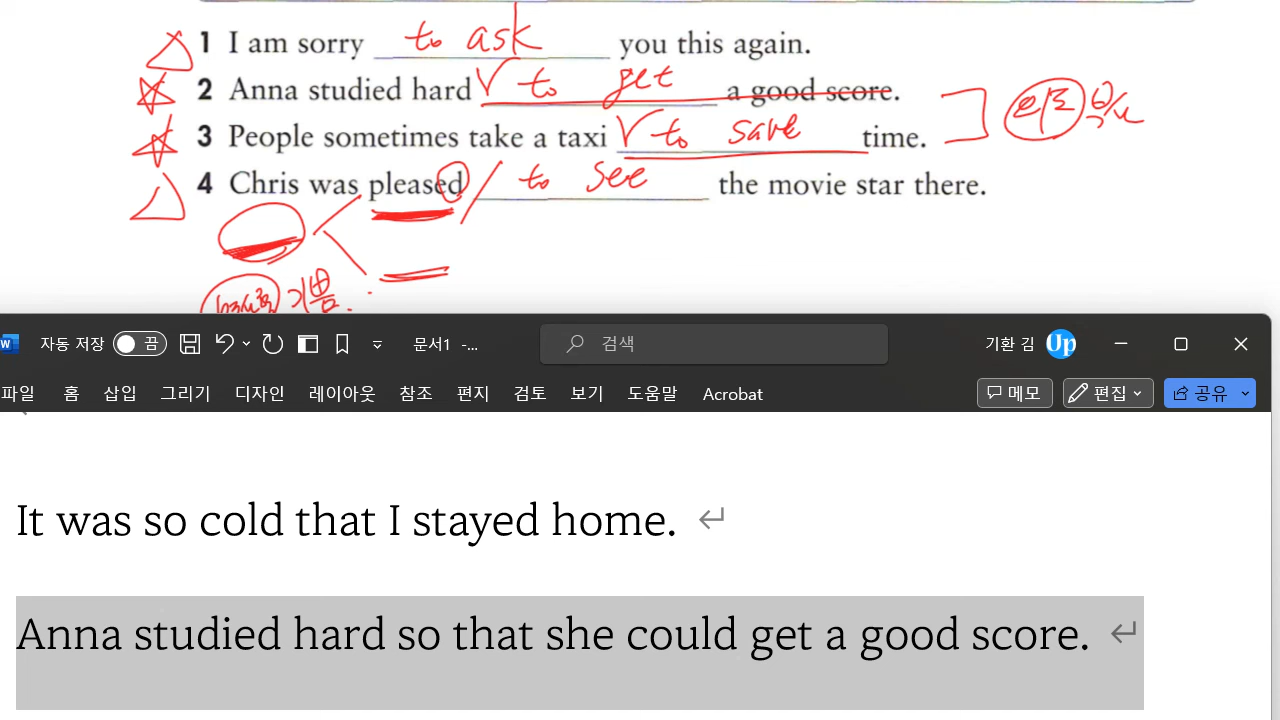 1 I am sorry to ask you this again.
2 Anna studied hard to get a good score.
3 People sometimes take a taxi to save time.
4 Chris was pleased to see the movie star there.
기쁨.
자동 저장 끔 문서1 -... 검색 기환 김 Up
파일 홈 삽입 그리기 디자인 레이아웃 참조 편지 검토 보기 도움말 Acrobat 메모 편집 공유
It was so cold that I stayed home.
Anna studied hard so that she could get a good score.